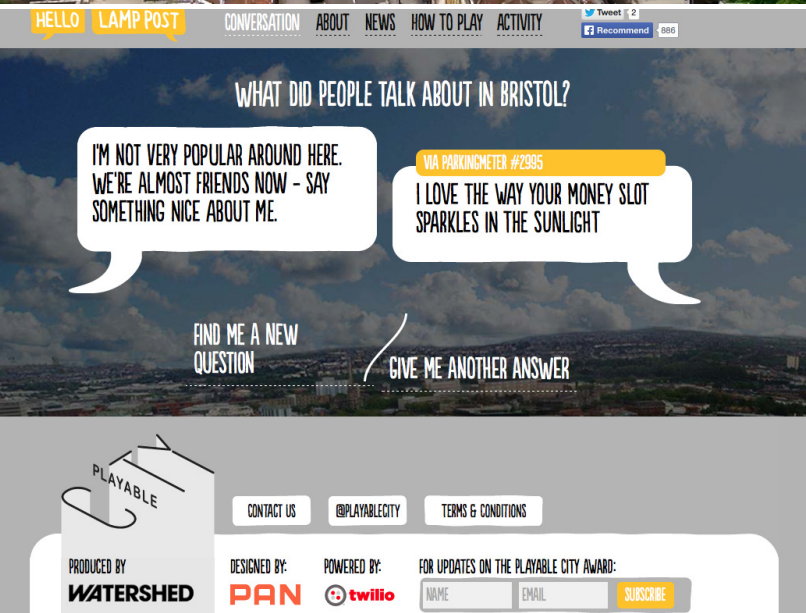 HELLO LAMP POST
CONVERSATION ABOUT NEWS HOW TO PLAY ACTIVITY
Tweet 2
Recommend 886
WHAT DID PEOPLE TALK ABOUT IN BRISTOL?
I'M NOT VERY POPULAR AROUND HERE.
WE'RE ALMOST FRIENDS NOW - SAY
SOMETHING NICE ABOUT ME.
VIA PARKINGMETER #2995
I LOVE THE WAY YOUR MONEY SLOT
SPARKLES IN THE SUNLIGHT
FIND ME A NEW
QUESTION
GIVE ME ANOTHER ANSWER
PLAYABLE
CITY
CONTACT US @PLAYABLECITY TERMS & CONDITIONS
PRODUCED BY
WATERSHED
DESIGNED BY:
PAN
POWERED BY:
twilio
FOR UPDATES ON THE PLAYABLE CITY AWARD:
NAME EMAIL SUBSCRIBE